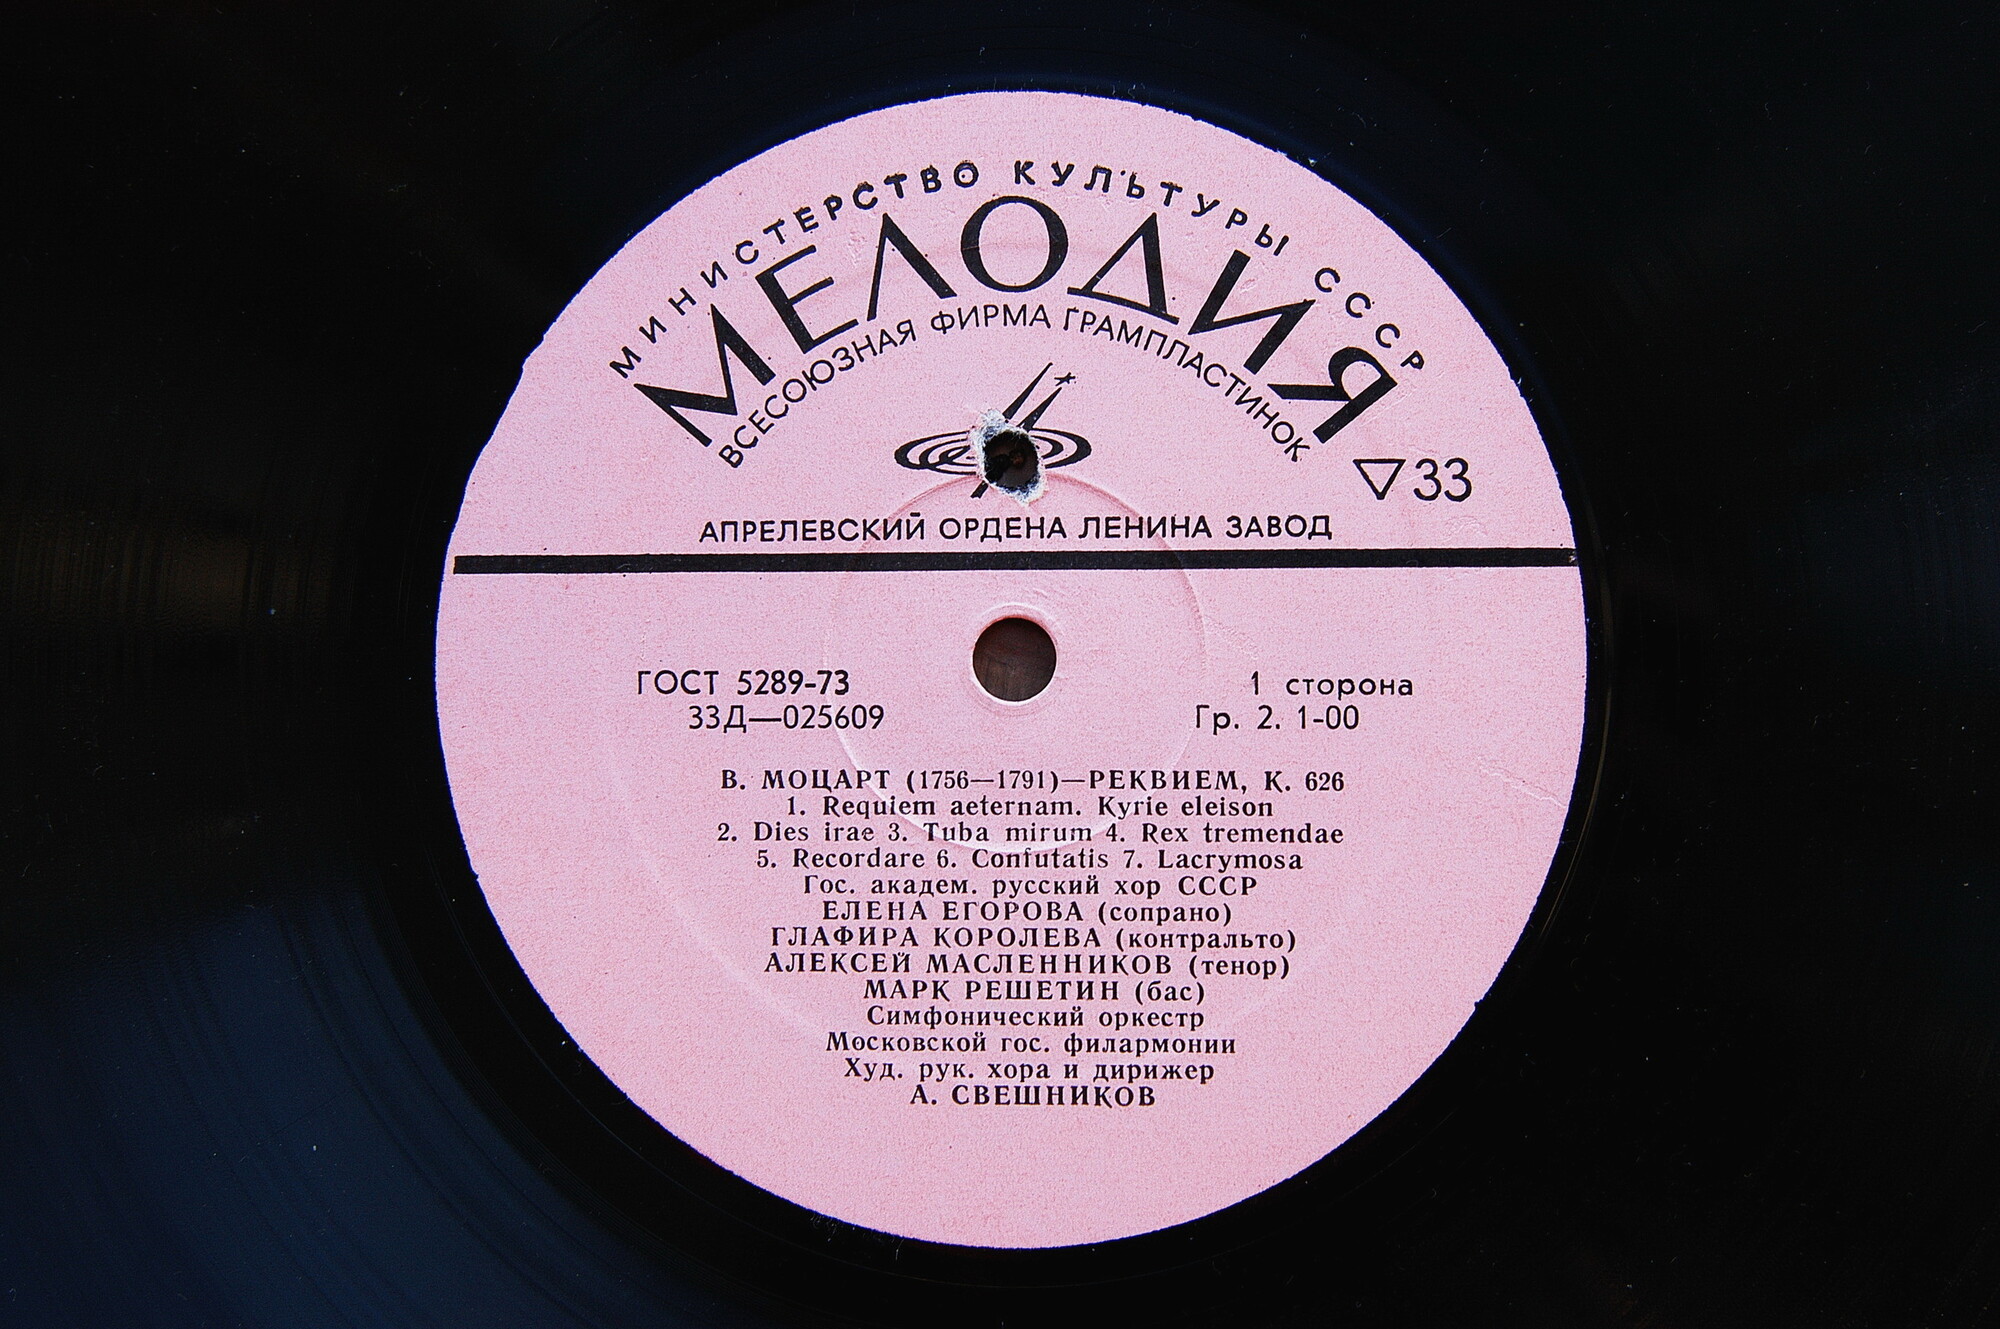 МИНИСТЕРСТВО КУЛЬТУРЫ СССР
МЕЛОДИЯ
ВСЕСОЮЗНАЯ ФИРМА ГРАМПЛАСТИНОК
▽33
АПРЕЛЕВСКИЙ ОРДЕНА ЛЕНИНА ЗАВОД
ГОСТ 5289-73
33Д—025609
1 сторона
Гр. 2. 1-00
В. МОЦАРТ (1756—1791)—РЕКВИЕМ, К. 626
1. Requiem aeternam. Kyrie eleison
2. Dies irae 3. Tuba mirum 4. Rex tremendae
5. Recordare 6. Confutatis 7. Lacrymosa
Гос. академ. русский хор СССР
ЕЛЕНА ЕГОРОВА (сопрано)
ГЛАФИРА КОРОЛЕВА (контральто)
АЛЕКСЕЙ МАСЛЕННИКОВ (тенор)
МАРК РЕШЕТИН (бас)
Симфонический оркестр
Московской гос. филармонии
Худ. рук. хора и дирижер
А. СВЕШНИКОВ